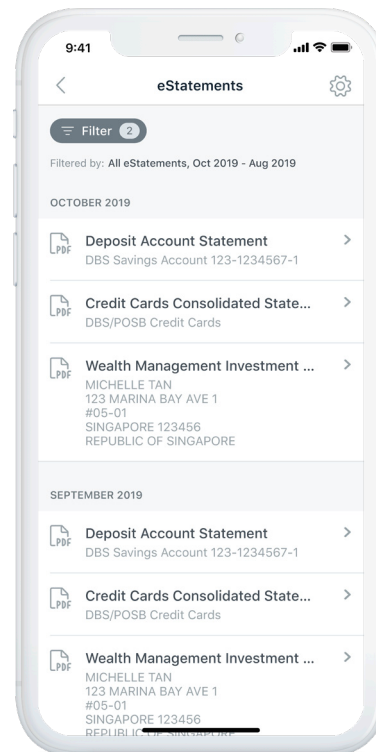 9:41
eStatements
Filter 2
Filtered by: All eStatements, Oct 2019 - Aug 2019
OCTOBER 2019
PDF
Deposit Account Statement
DBS Savings Account 123-1234567-1
PDF
Credit Cards Consolidated State...
DBS/POSB Credit Cards
PDF
Wealth Management Investment ...
MICHELLE TAN
123 MARINA BAY AVE 1
#05-01
SINGAPORE 123456
REPUBLIC OF SINGAPORE
SEPTEMBER 2019
PDF
Deposit Account Statement
DBS Savings Account 123-1234567-1
PDF
Credit Cards Consolidated State...
DBS/POSB Credit Cards
PDF
Wealth Management Investment ...
MICHELLE TAN
123 MARINA BAY AVE 1
#05-01
SINGAPORE 123456
REPUBLIC OF SINGAPORE